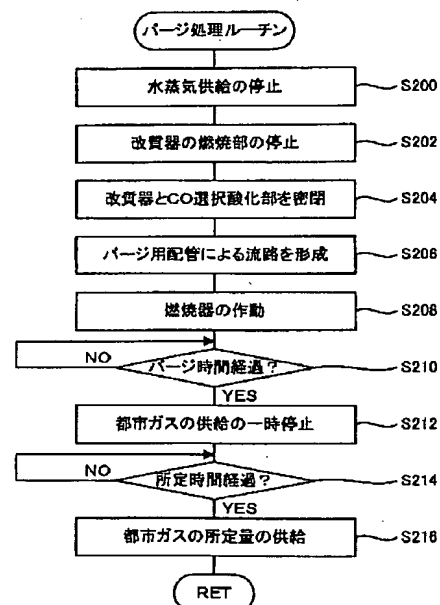 パージ処理ルーチン
水蒸気供給の停止
S200
改質器の燃焼部の停止
S202
改質器とCO選択酸化部を密閉
S204
パージ用配管による流路を形成
S206
燃焼器の作動
S208
パージ時間経過?
S210
NO
YES
都市ガスの供給の一時停止
S212
所定時間経過?
S214
NO
YES
都市ガスの所定量の供給
S216
RET